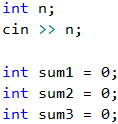 int n;
cin >> n;
int sum1 = 0;
int sum2 = 0;
int sum3 = 0;